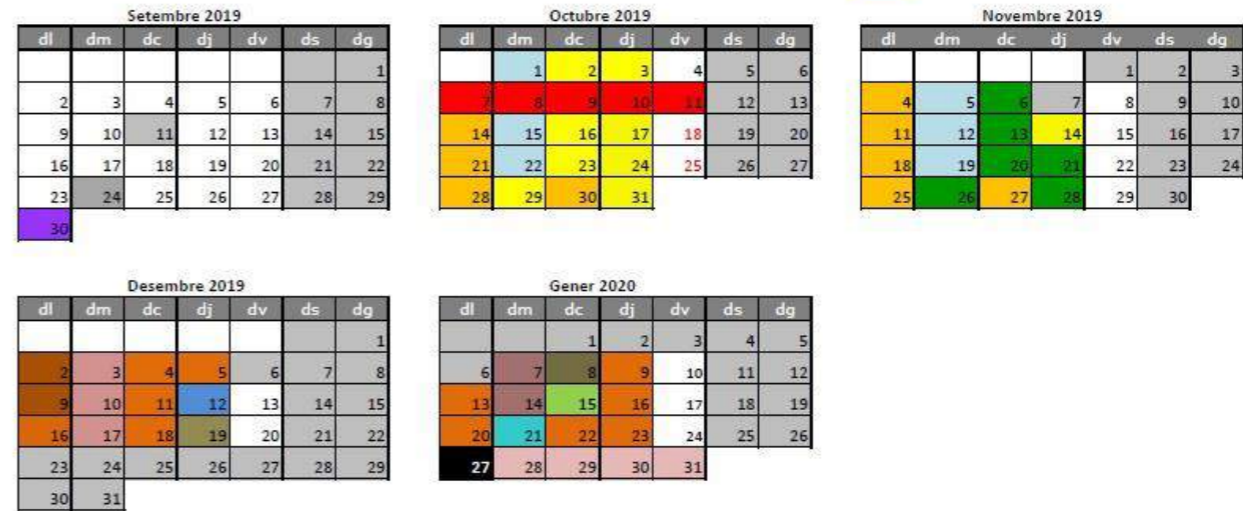 Setembre 2019
dl dm dc dj dv ds dg
1
2 3 4 5 6 7 8
9 10 11 12 13 14 15
16 17 18 19 20 21 22
23 24 25 26 27 28 29
30
Octubre 2019
dl dm dc dj dv ds dg
1 2 3 4 5 6
7 8 9 10 11 12 13
14 15 16 17 18 19 20
21 22 23 24 25 26 27
28 29 30 31
Novembre 2019
dl dm dc dj dv ds dg
1 2 3
4 5 6 7 8 9 10
11 12 13 14 15 16 17
18 19 20 21 22 23 24
25 26 27 28 29 30
Desembre 2019
dl dm dc dj dv ds dg
1
2 3 4 5 6 7 8
9 10 11 12 13 14 15
16 17 18 19 20 21 22
23 24 25 26 27 28 29
30 31
Gener 2020
dl dm dc dj dv ds dg
1 2 3 4 5
6 7 8 9 10 11 12
13 14 15 16 17 18 19
20 21 22 23 24 25 26
27 28 29 30 31